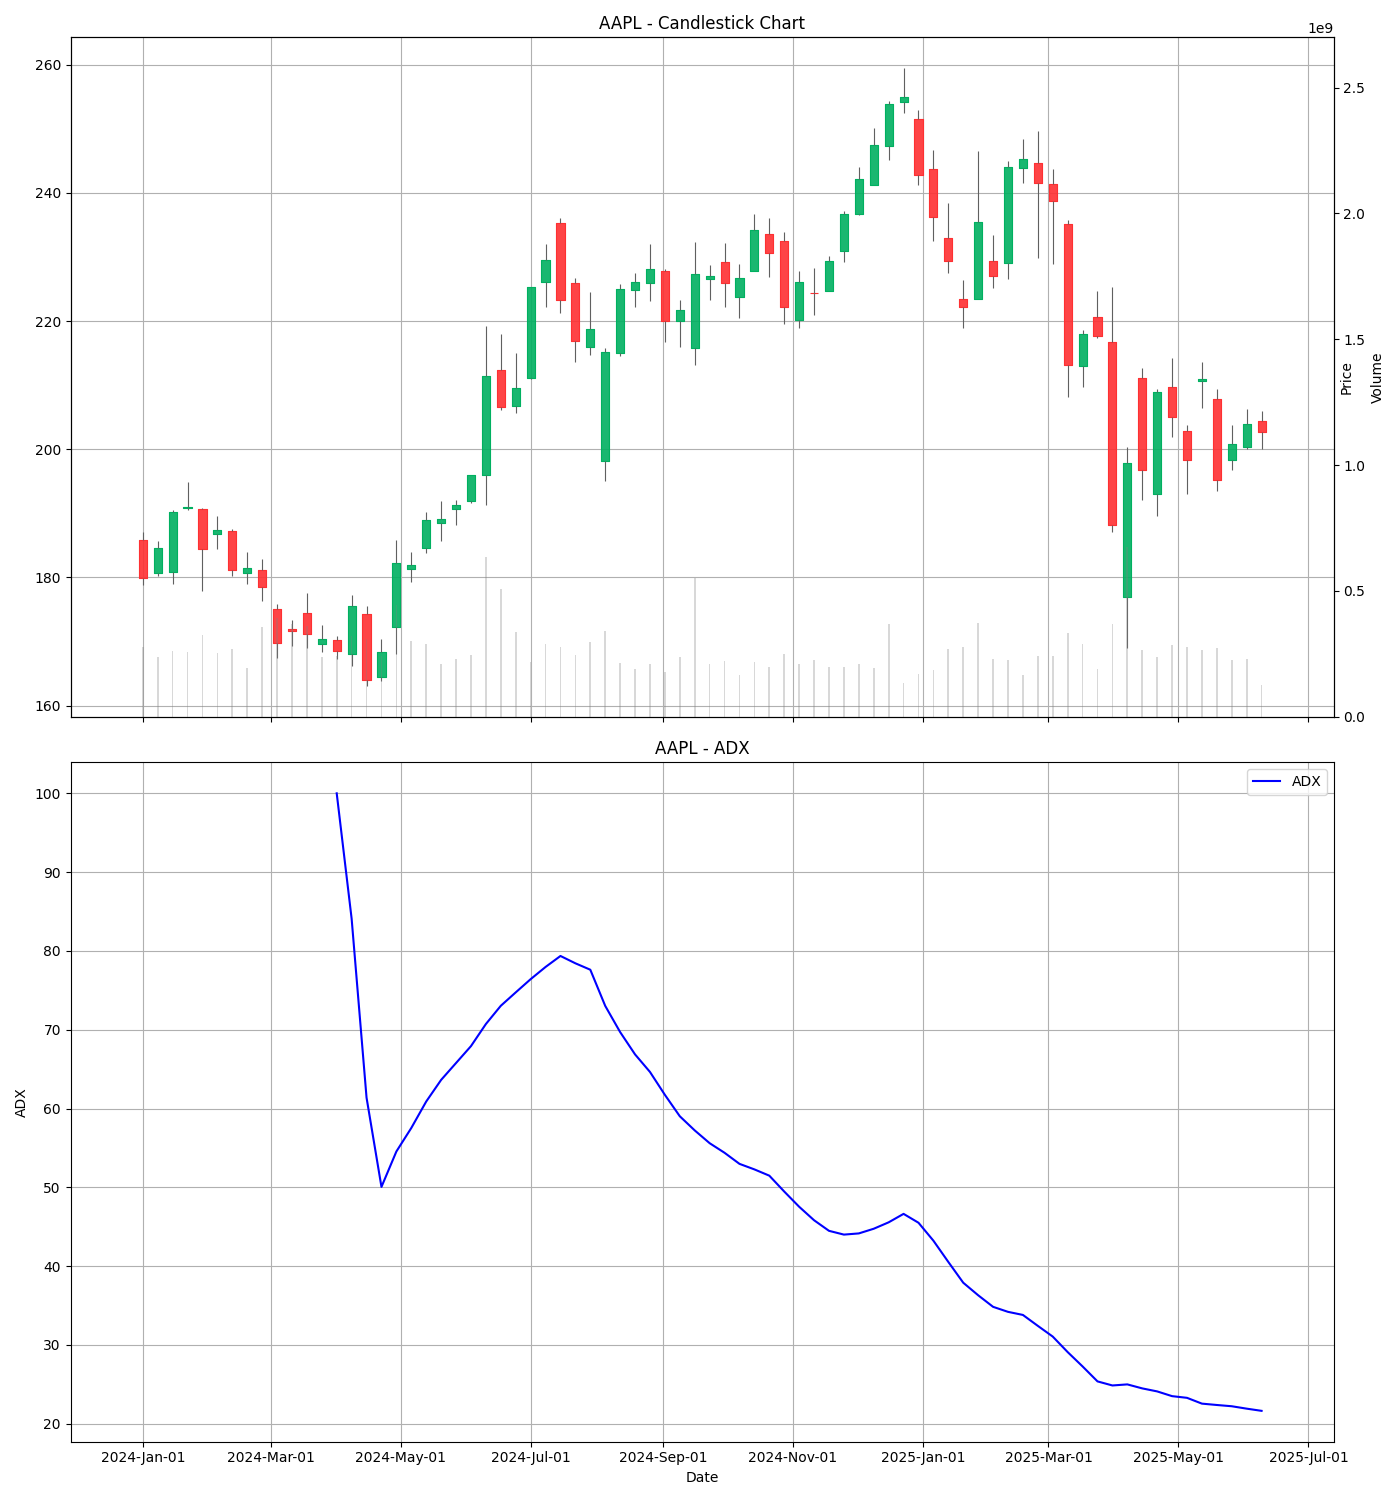 AAPL - Candlestick Chart
1e9
260
240
220
200
180
160
2.5
2.0
1.5
1.0
0.5
0.0
Price
Volume
AAPL - ADX
ADX
100
90
80
70
60
50
40
30
20
ADX
2024-Jan-01 2024-Mar-01 2024-May-01 2024-Jul-01 2024-Sep-01 2024-Nov-01 2025-Jan-01 2025-Mar-01 2025-May-01 2025-Jul-01
Date